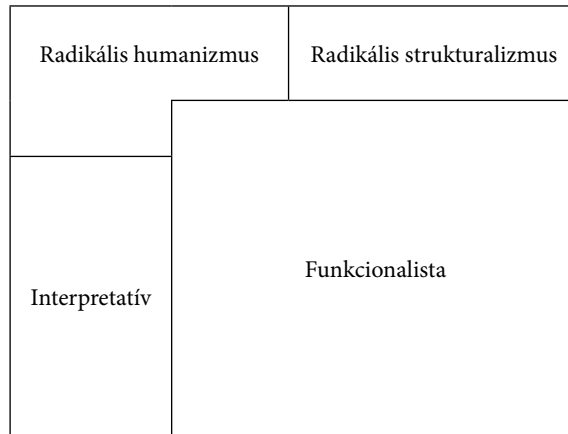 Radikális humanizmus
Radikális strukturalizmus
Funkcionalista
Interpretatív